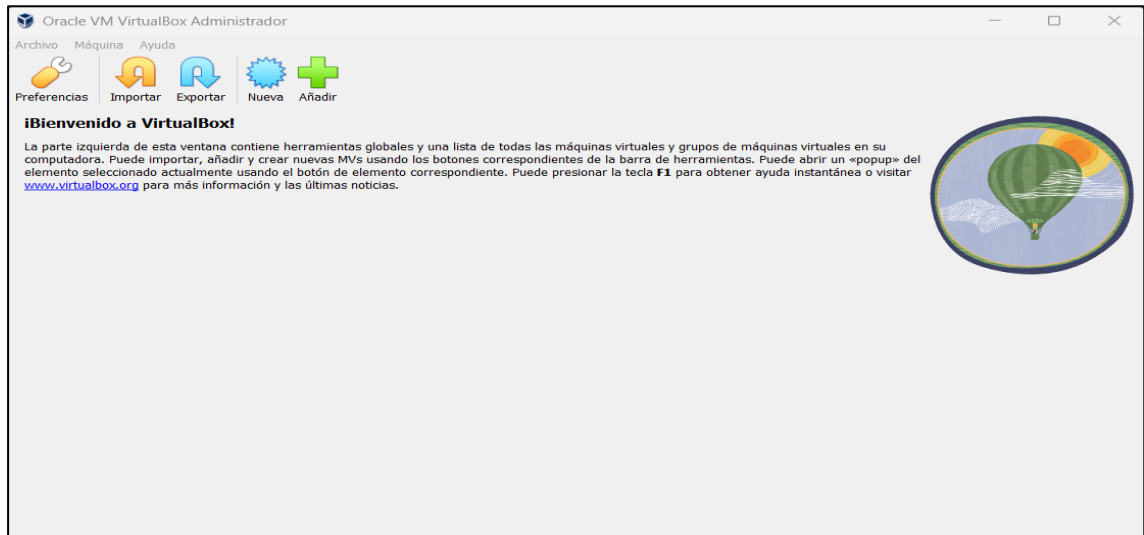 Oracle VM VirtualBox Administrador
Archivo Máquina Ayuda
Preferencias Importar Exportar Nueva Añadir
¡Bienvenido a VirtualBox!
La parte izquierda de esta ventana contiene herramientas globales y una lista de todas las máquinas virtuales y grupos de máquinas virtuales en su
computadora. Puede importar, añadir y crear nuevas MVs usando los botones correspondientes de la barra de herramientas. Puede abrir un «popup» del
elemento seleccionado actualmente usando el botón de elemento correspondiente. Puede presionar la tecla F1 para obtener ayuda instantánea o visitar
www.virtualbox.org para más información y las últimas noticias.